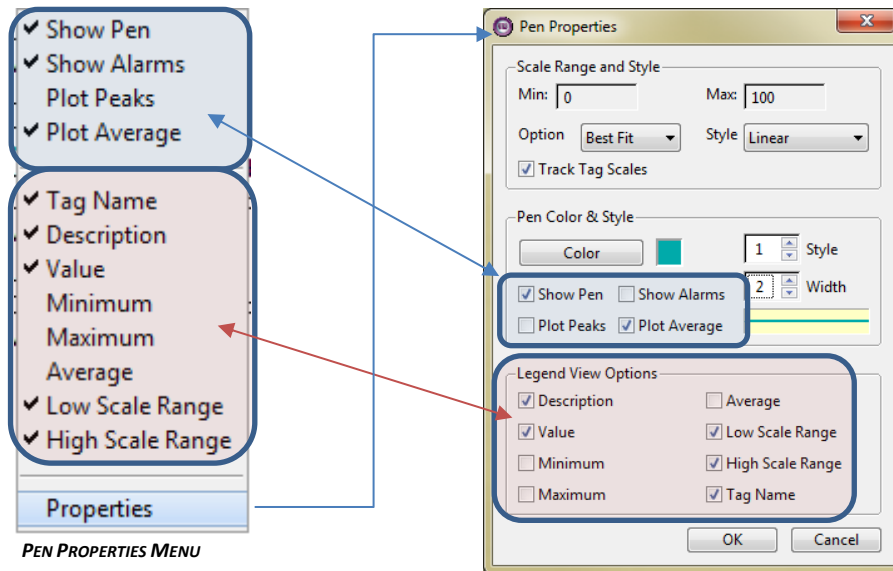 Show Pen
Show Alarms
Plot Peaks
Plot Average
Tag Name
Description
Value
Minimum
Maximum
Average
Low Scale Range
High Scale Range
Properties
PEN PROPERTIES MENU
Pen Properties
Scale Range and Style
Min: 0 Max: 100
Option Best Fit Style Linear
Track Tag Scales
Pen Color & Style
Color 1 Style
2 Width
Show Pen Show Alarms
Plot Peaks Plot Average
Legend View Options
Description Average
Value Low Scale Range
Minimum High Scale Range
Maximum Tag Name
OK Cancel